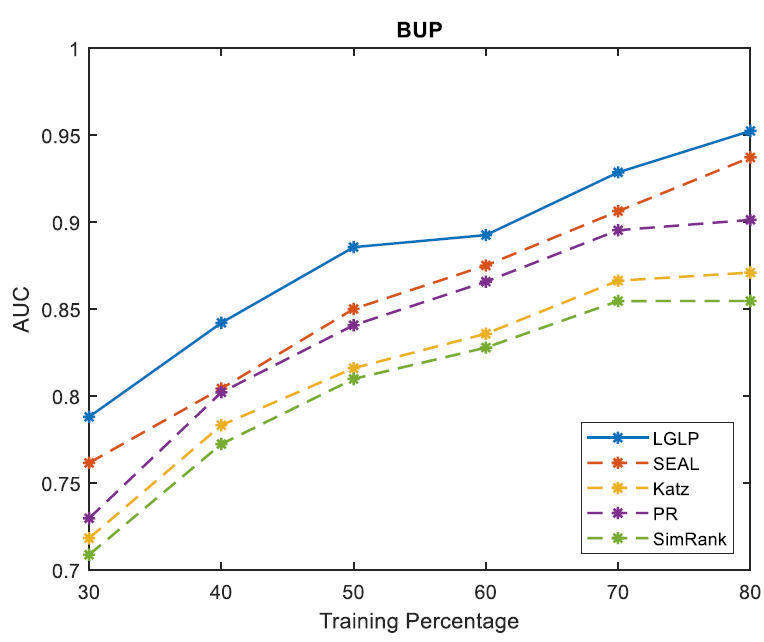 BUP
1
0.95
0.9
0.85
0.8
0.75
0.7
AUC
30 40 50 60 70 80
Training Percentage
LGLP
SEAL
Katz
PR
SimRank